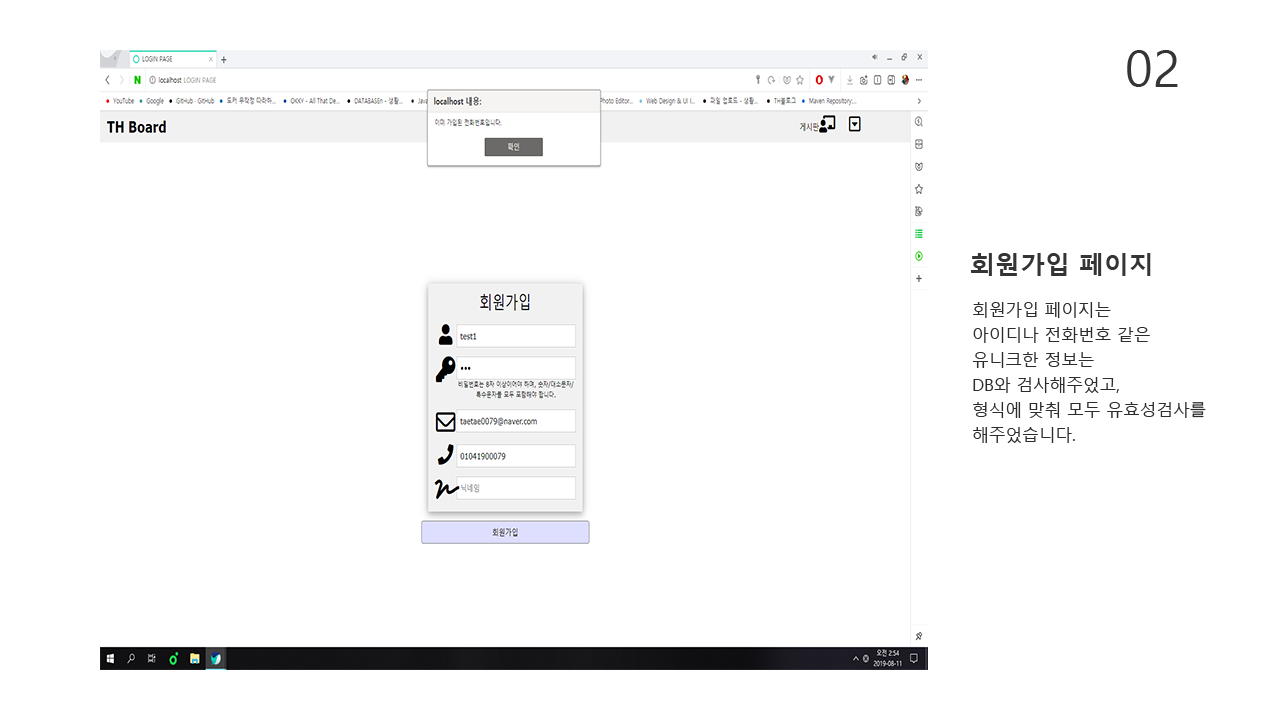 02
LOGIN PAGE
localhost LOGIN PAGE
YouTube Google GitHub · GitHub 도커 무작정 따라하... OKKY - All That De... DATABASEn - 생활... Photo Editor... Web Design & UI I... 파일 업로드 - 생활... TH블로그 Maven Repository:...
localhost 내용:
이미 가입된 전화번호입니다.
확인
TH Board
게시판
회원가입
test1
비밀번호는 8자 이상이어야 하며, 숫자/대소문자/
특수문자를 모두 포함해야 합니다.
taetae0079@naver.com
01041900079
닉네임
회원가입
회원가입 페이지
회원가입 페이지는
아이디나 전화번호 같은
유니크한 정보는
DB와 검사해주었고,
형식에 맞춰 모두 유효성검사를
해주었습니다.
오전 2:54
2019-08-11